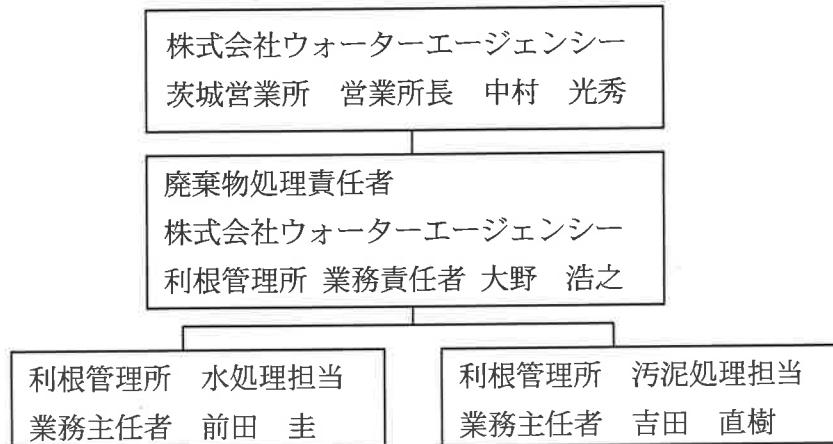 株式会社ウォーターエージェンシー
茨城営業所　営業所長　中村　光秀
廃棄物処理責任者
株式会社ウォーターエージェンシー
利根管理所 業務責任者 大野　浩之
利根管理所　水処理担当
業務主任者　前田　圭
利根管理所　汚泥処理担当
業務主任者　吉田　直樹